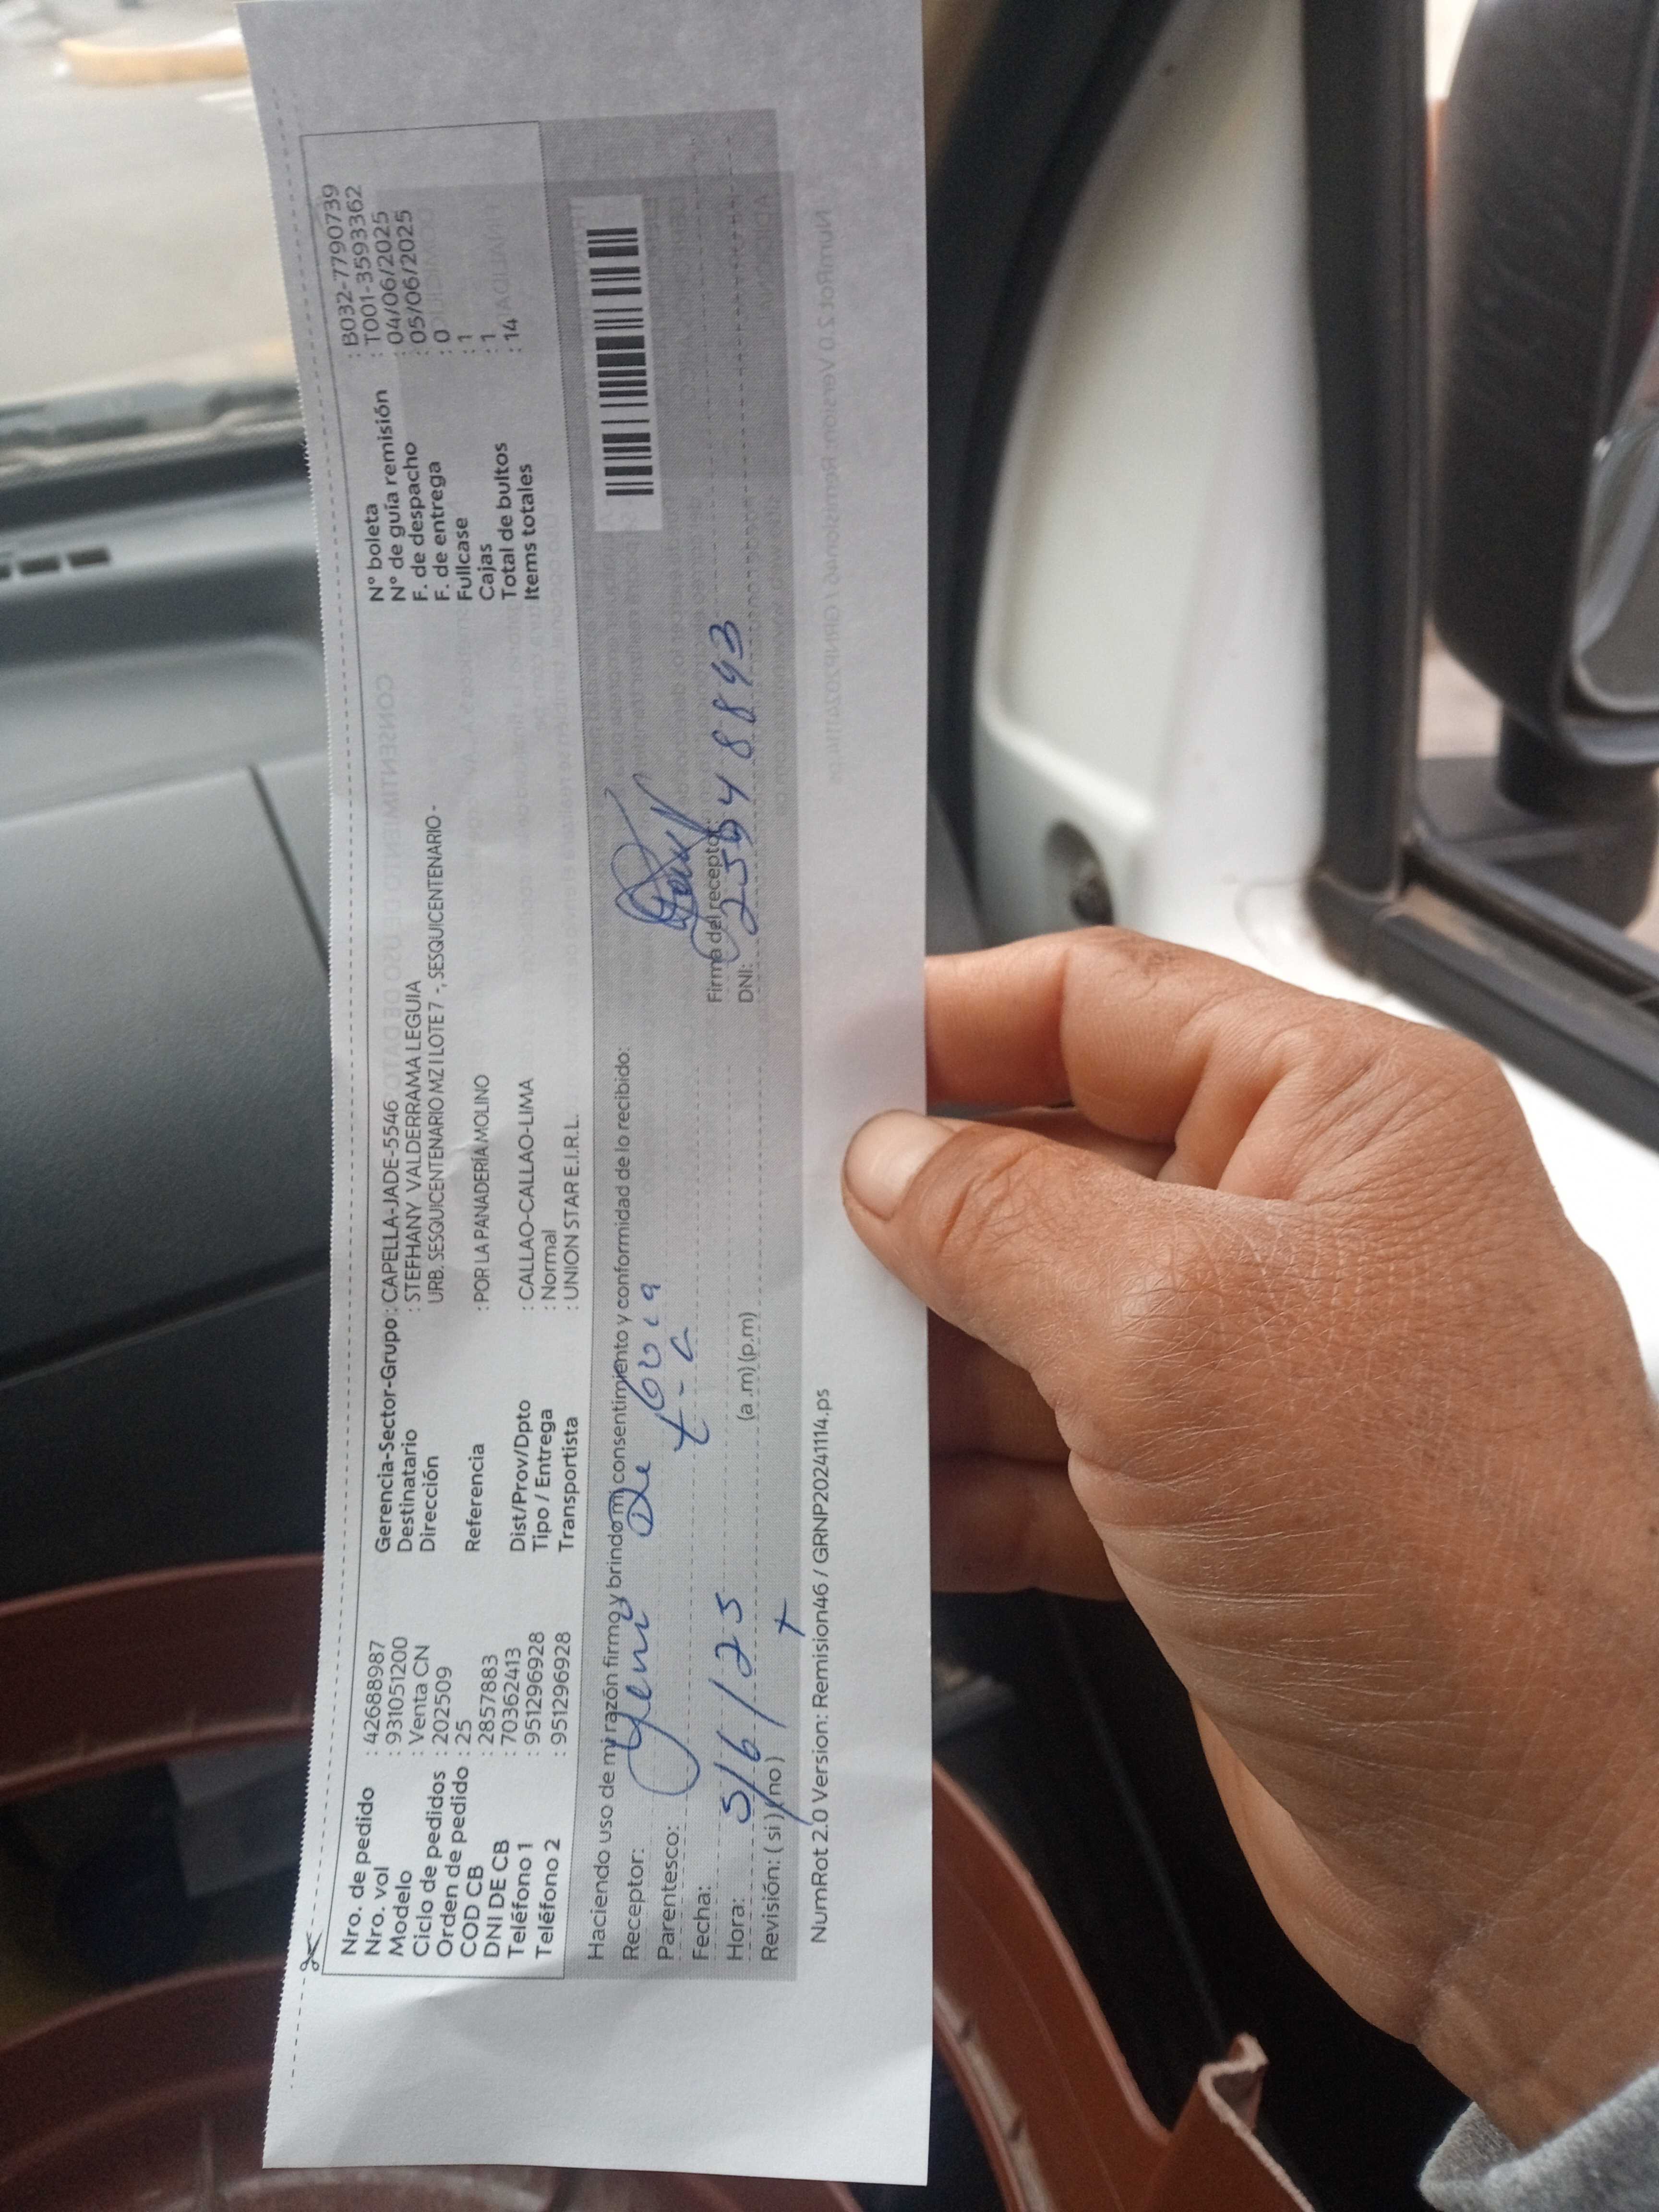 Nro. de pedido : 42688987
Nro. vol : 931051200
Modelo : Venta CN
Ciclo de pedidos : 202509
Orden de pedido : 25
COD CB : 2857883
DNI DE CB : 70362413
Teléfono 1 : 951296928
Teléfono 2 : 951296928
Gerencia-Sector-Grupo : CAPELLA-JADE-5546
Destinatario : STEFHANY VALDERRAMA LEGUIA
Dirección URB. SESQUICENTENARIO MZ I LOTE 7 -, SESQUICENTENARIO -
Referencia : POR LA PANADERÍA MOLINO
Dist/Prov/Dpto : CALLAO-CALLAO-LIMA
Tipo / Entrega : Normal
Transportista : UNION STAR E.I.R.L.
N° boleta : B032-7790739
N° de guía remisión : T001-3593362
F. de despacho : 04/06/2025
F. de entrega : 05/06/2025
Fullcase : 0
Cajas : 1
Total de bultos : 1
Items totales : 14
Haciendo uso de mi razón firmo y brindo mi consentimiento y conformidad de lo recibido:
Receptor: Yeni De
Parentesco:
Fecha: 5/6/25
Hora: (a .m) (p.m)
Revisión: ( si ) ( no )
Firma del receptor:
DNI: 25548893
NumRot 2.0 Version: Remision46 / GRNP20241114.ps